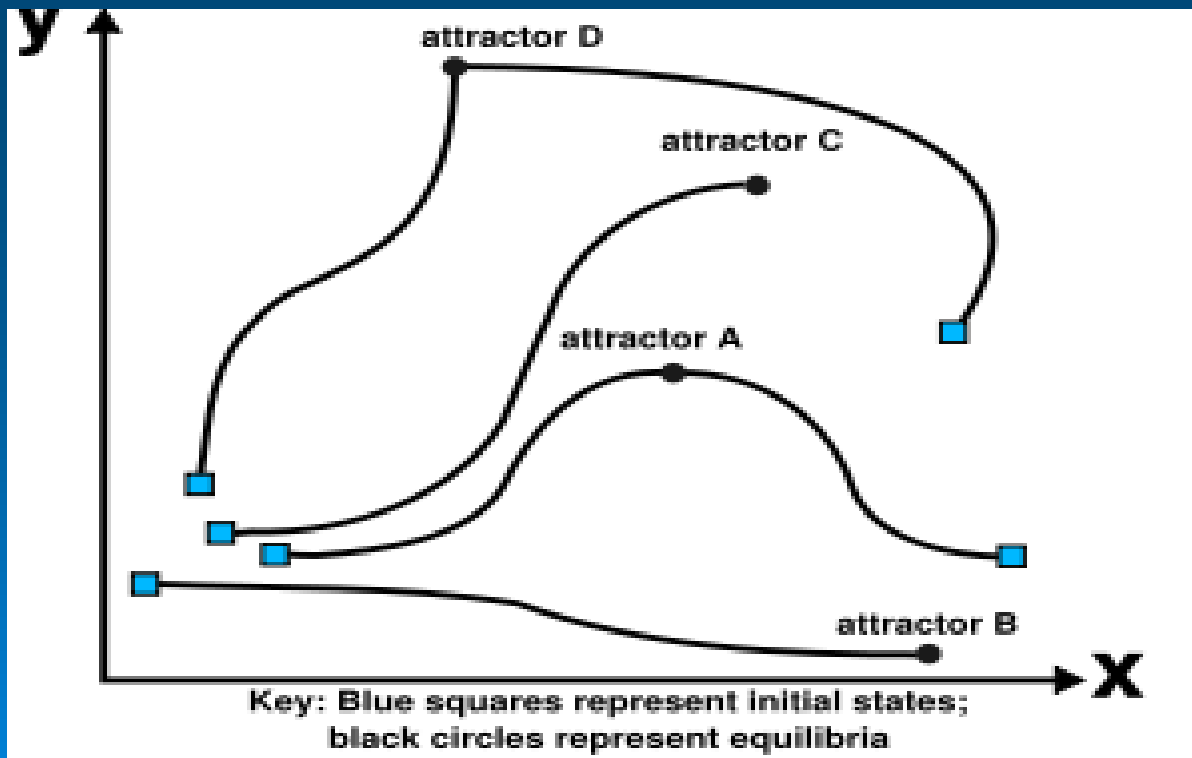 y
attractor D
attractor C
attractor A
attractor B
x
Key: Blue squares represent initial states;
black circles represent equilibria